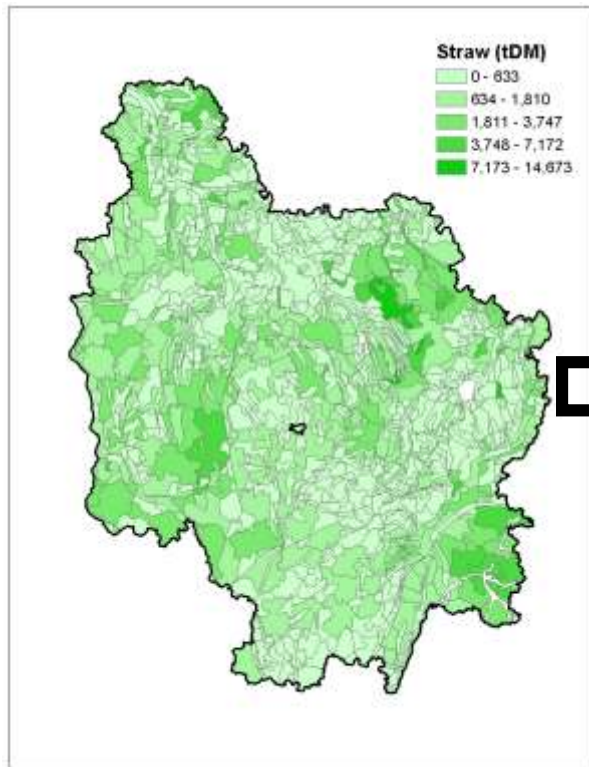 Straw (tDM)
0 - 633
634 - 1,810
1,811 - 3,747
3,748 - 7,172
7,173 - 14,673